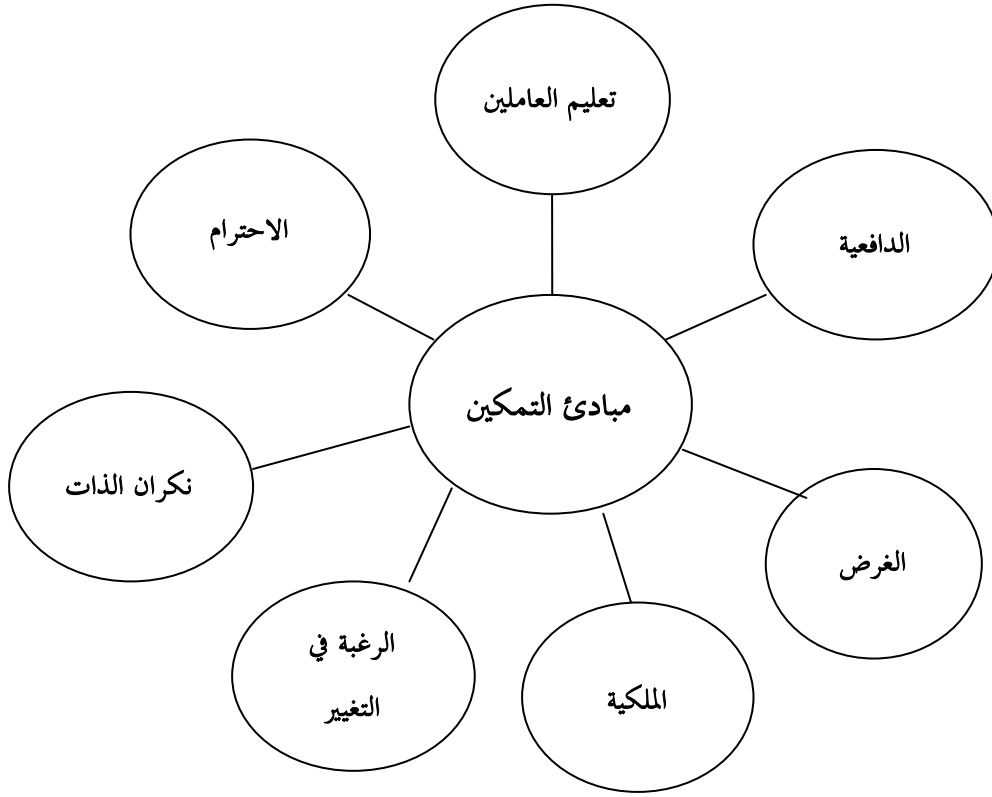 تعليم العاملين
الاحترام
الدافعية
مبادئ التمكين
نكران الذات
الغرض
الرغبة في
التغيير
الملكية